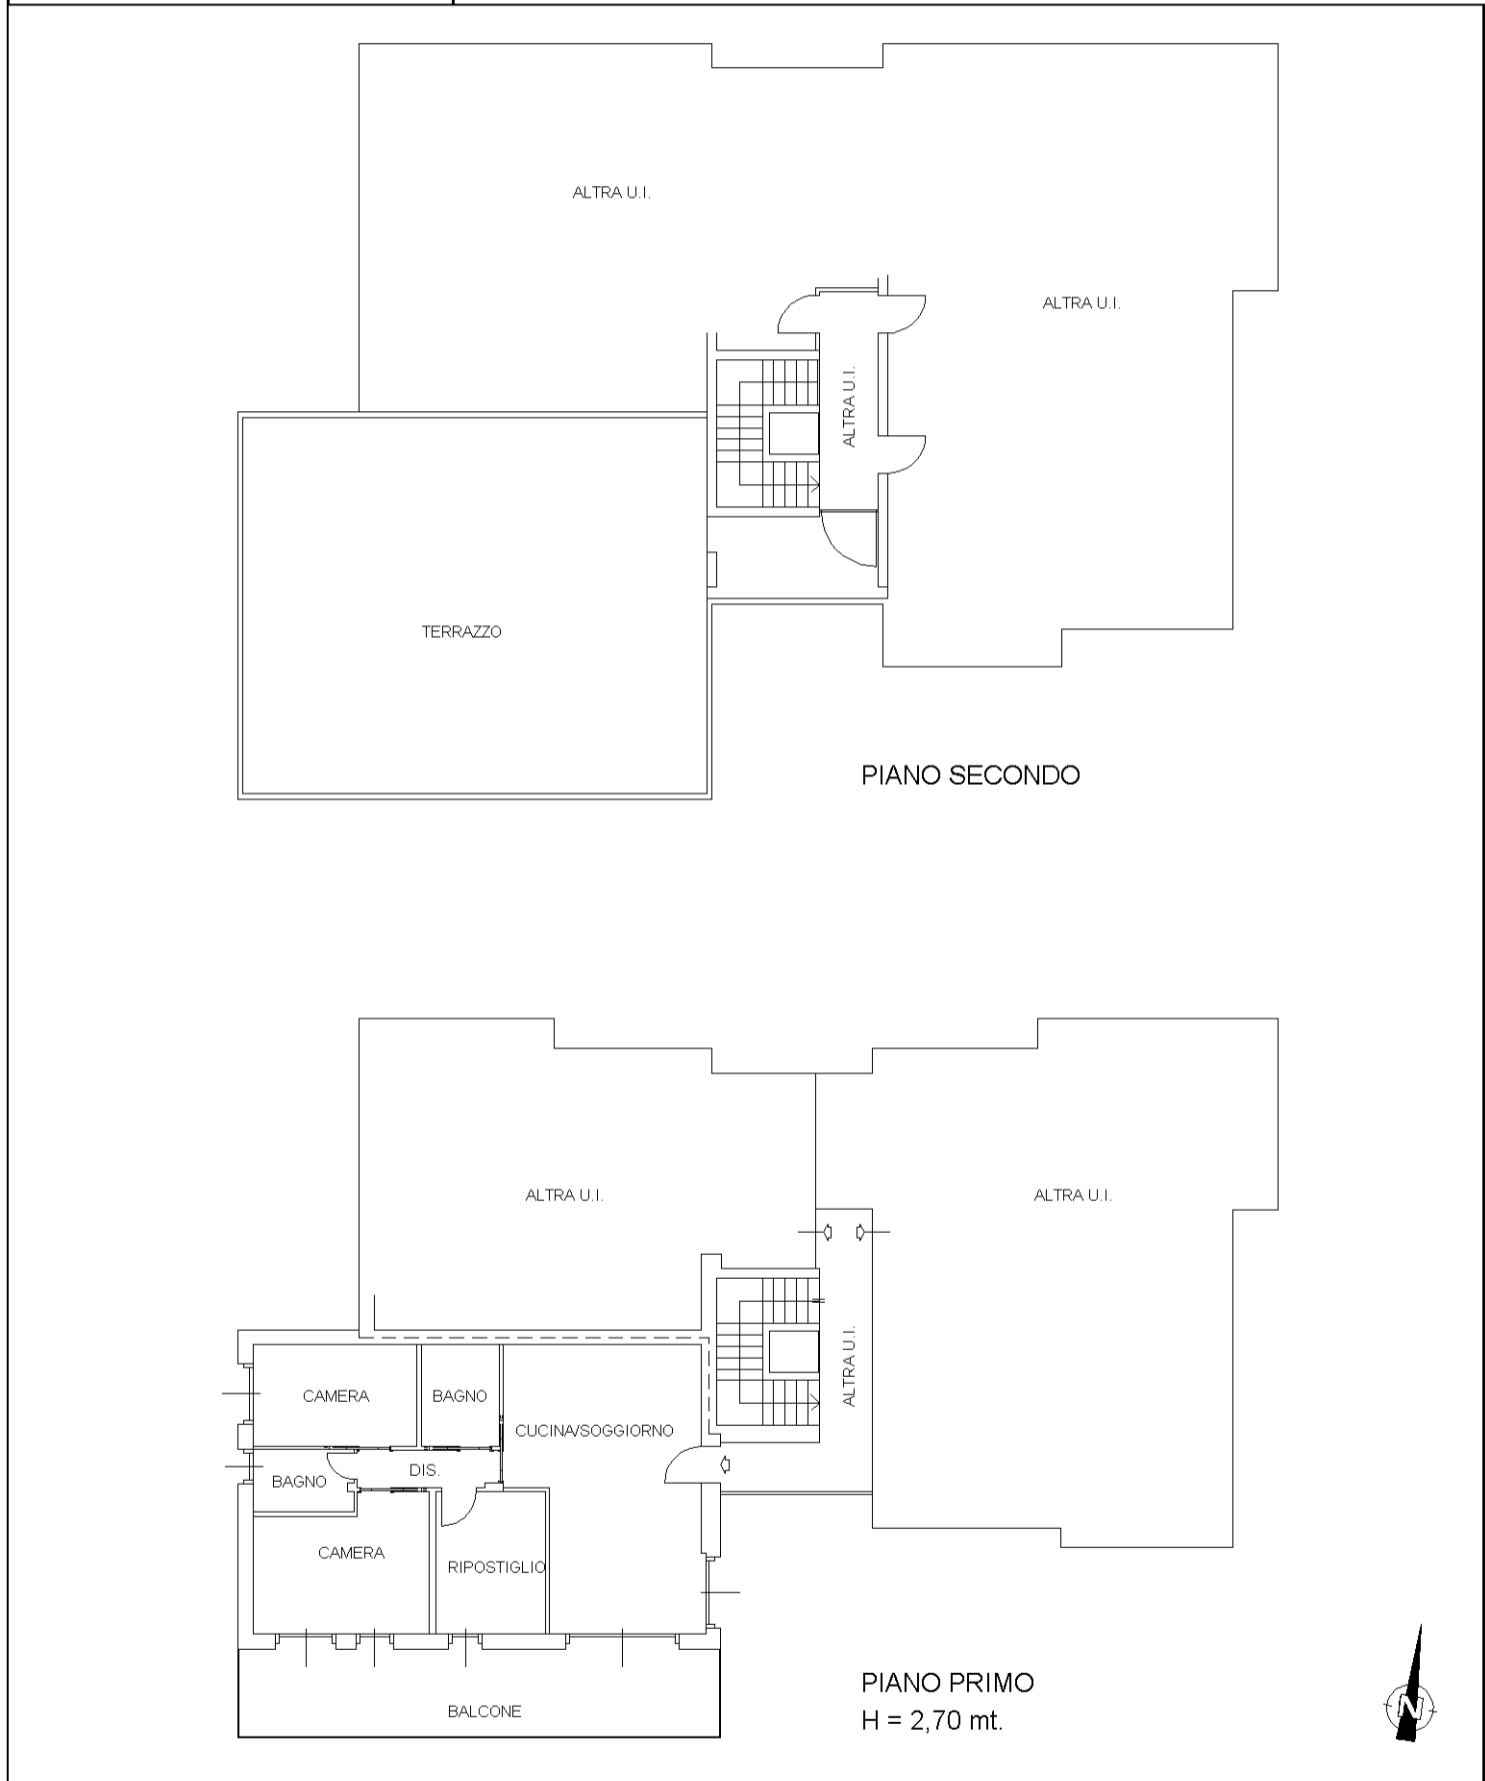 ALTRA U.I.
ALTRA U.I.
ALTRA U.I.
TERRAZZO
PIANO SECONDO
ALTRA U.I.
ALTRA U.I.
ALTRA U.I.
CAMERA
BAGNO
CUCINA/SOGGIORNO
DIS.
BAGNO
CAMERA
RIPOSTIGLIO
BALCONE
PIANO PRIMO
H = 2,70 mt.
N